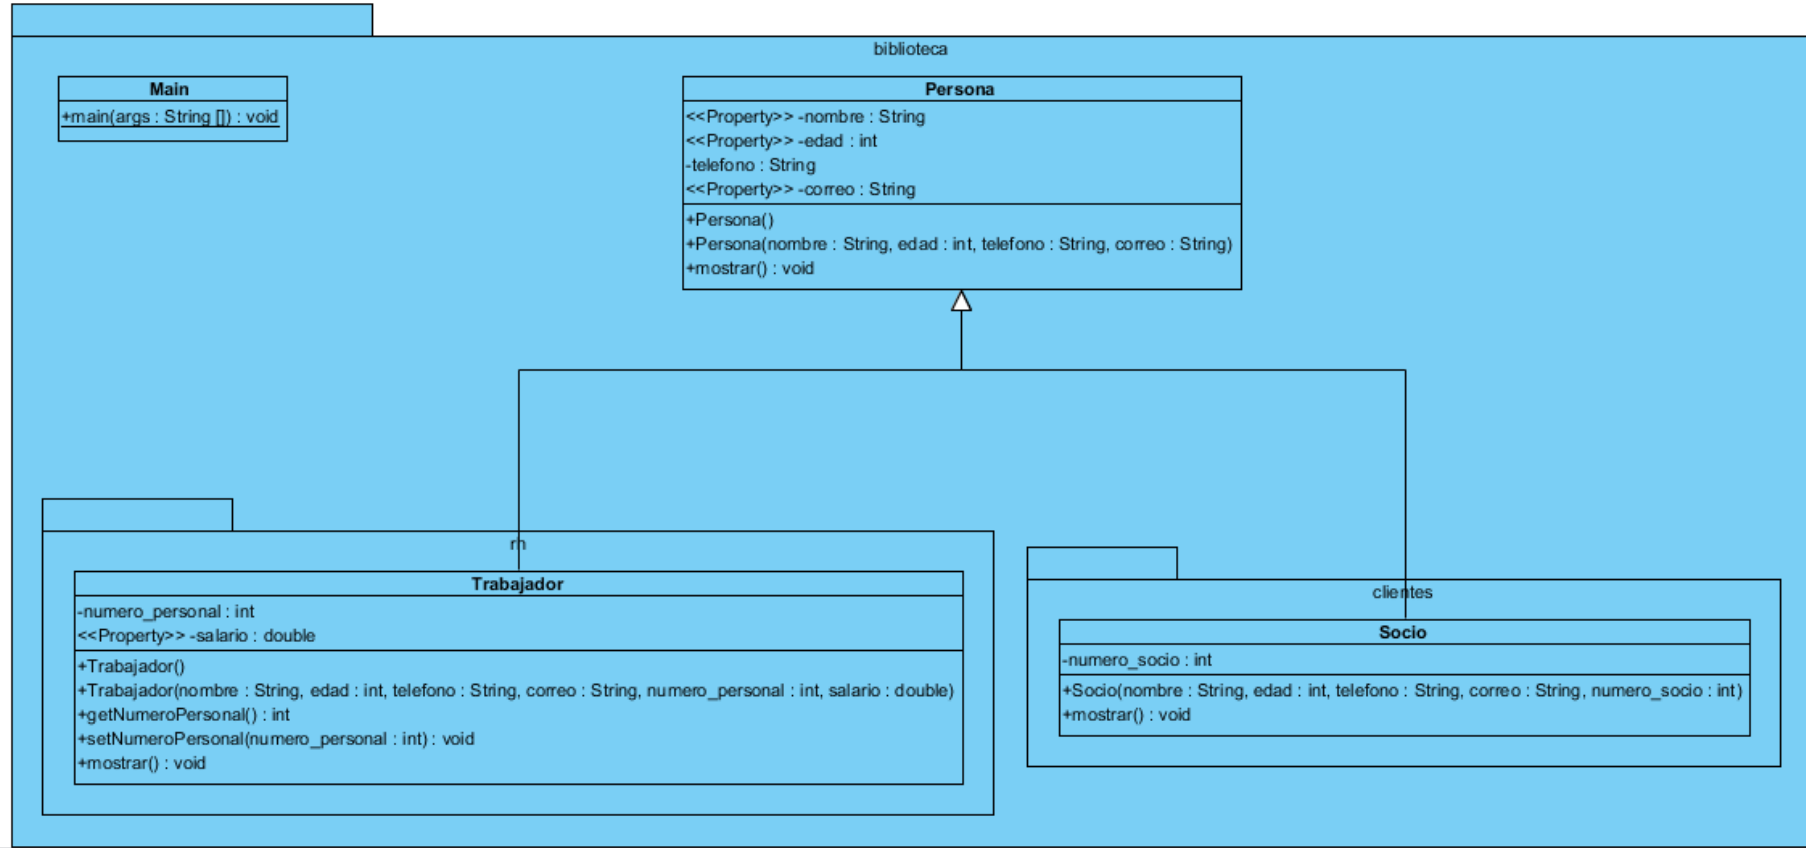 biblioteca
Main
+main(args : String []) : void
Persona
<<Property>> -nombre : String
<<Property>> -edad : int
-telefono : String
<<Property>> -correo : String
+Persona()
+Persona(nombre : String, edad : int, telefono : String, correo : String)
+mostrar() : void
rh
Trabajador
-numero_personal : int
<<Property>> -salario : double
+Trabajador()
+Trabajador(nombre : String, edad : int, telefono : String, correo : String, numero_personal : int, salario : double)
+getNumeroPersonal() : int
+setNumeroPersonal(numero_personal : int) : void
+mostrar() : void
clientes
Socio
-numero_socio : int
+Socio(nombre : String, edad : int, telefono : String, correo : String, numero_socio : int)
+mostrar() : void